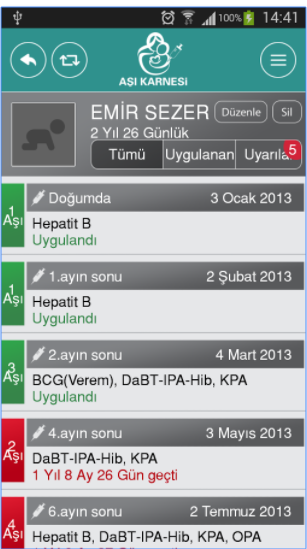 100% 14:41
AŞI KARNESİ
EMİR SEZER Düzenle Sil
2 Yıl 26 Günlük
Tümü Uygulanan Uyarılar 5
1 Aşı
Doğumda 3 Ocak 2013
Hepatit B
Uygulandı
1 Aşı
1.ayın sonu 2 Şubat 2013
Hepatit B
Uygulandı
3 Aşı
2.ayın sonu 4 Mart 2013
BCG(Verem), DaBT-IPA-Hib, KPA
Uygulandı
2 Aşı
4.ayın sonu 3 Mayıs 2013
DaBT-IPA-Hib, KPA
1 Yıl 8 Ay 26 Gün geçti
4 Aşı
6.ayın sonu 2 Temmuz 2013
Hepatit B, DaBT-IPA-Hib, KPA, OPA